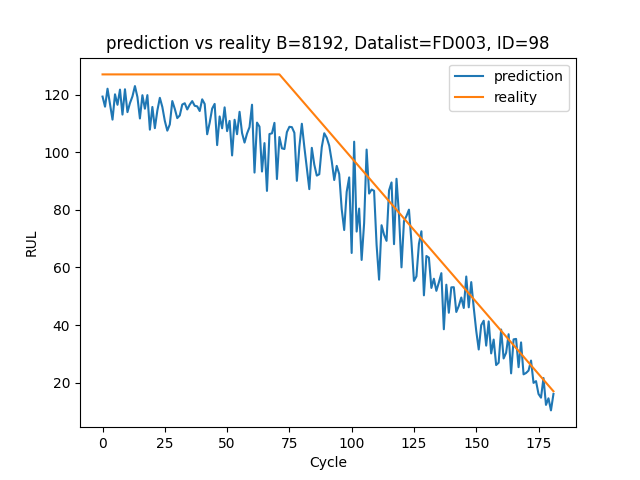 prediction vs reality B=8192, Datalist=FD003, ID=98
prediction
reality
RUL
120
100
80
60
40
20
0 25 50 75 100 125 150 175
Cycle